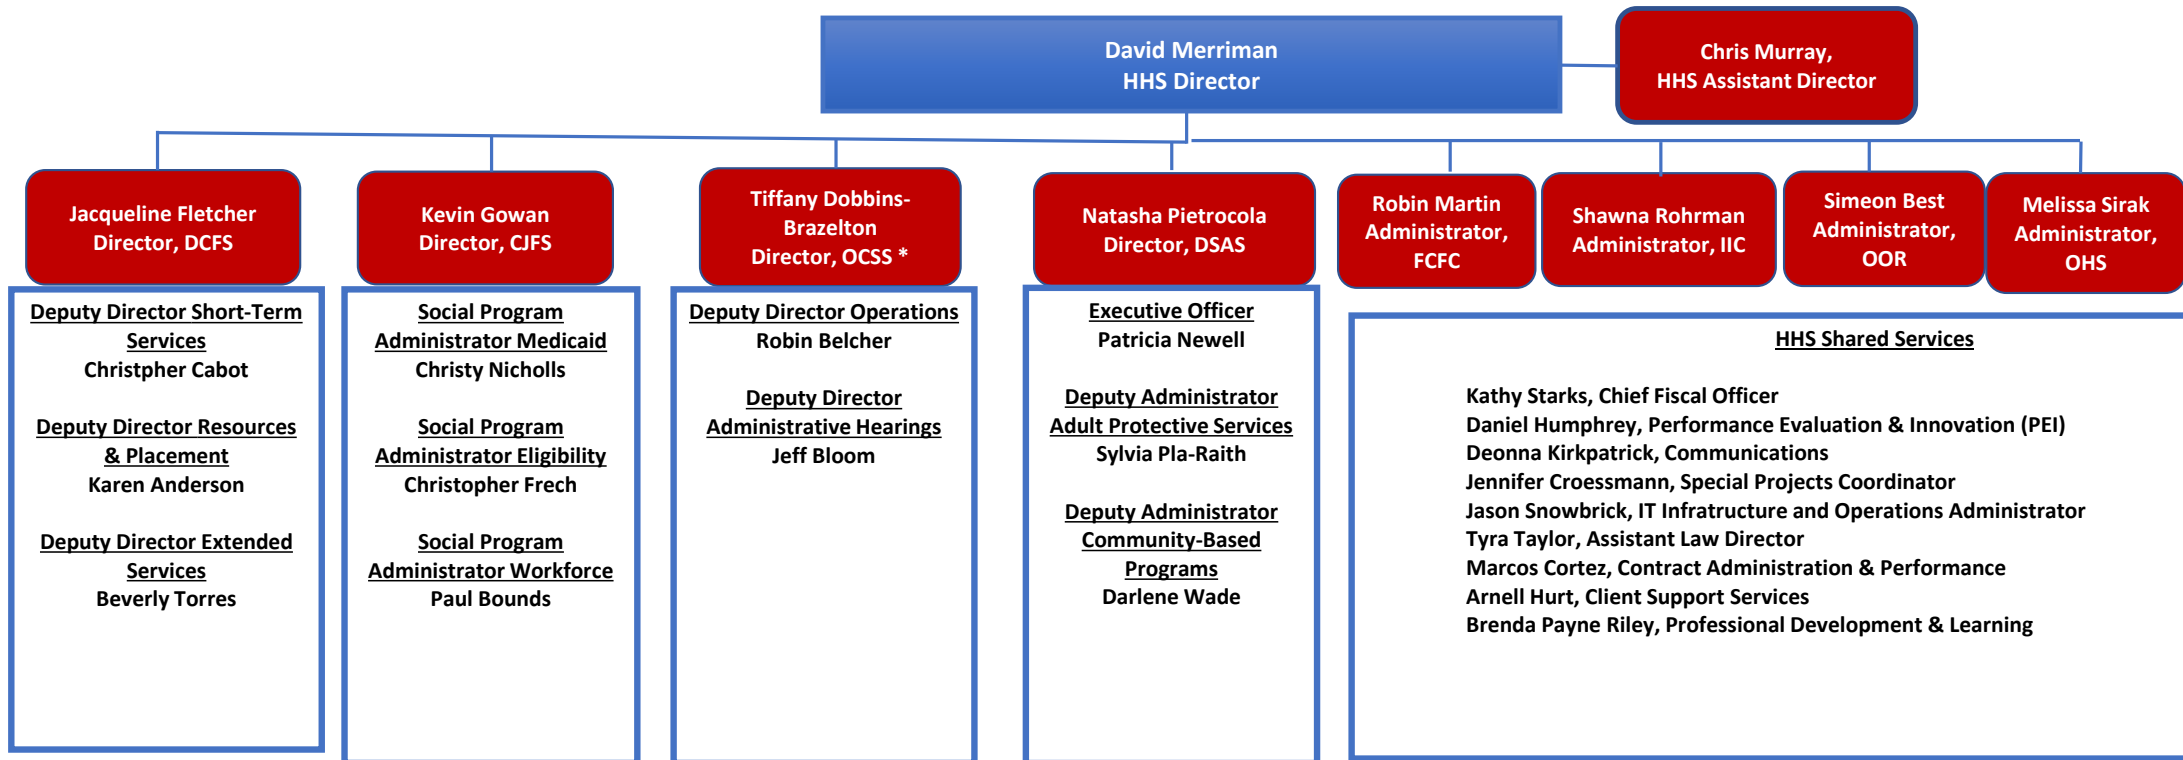 David Merriman
HHS Director
Chris Murray,
HHS Assistant Director
Jacqueline Fletcher
Director, DCFS
Kevin Gowan
Director, CJFS
Tiffany Dobbins-
Brazelton
Director, OCSS *
Natasha Pietrocola
Director, DSAS
Robin Martin
Administrator,
FCFC
Shawna Rohrman
Administrator, IIC
Simeon Best
Administrator,
OOR
Melissa Sirak
Administrator,
OHS
Deputy Director Short-Term
Services
Christpher Cabot
Deputy Director Resources
& Placement
Karen Anderson
Deputy Director Extended
Services
Beverly Torres
Social Program
Administrator Medicaid
Christy Nicholls
Social Program
Administrator Eligibility
Christopher Frech
Social Program
Administrator Workforce
Paul Bounds
Deputy Director Operations
Robin Belcher
Deputy Director
Administrative Hearings
Jeff Bloom
Executive Officer
Patricia Newell
Deputy Administrator
Adult Protective Services
Sylvia Pla-Raith
Deputy Administrator
Community-Based
Programs
Darlene Wade
HHS Shared Services
Kathy Starks, Chief Fiscal Officer
Daniel Humphrey, Performance Evaluation & Innovation (PEI)
Deonna Kirkpatrick, Communications
Jennifer Croessmann, Special Projects Coordinator
Jason Snowbrick, IT Infratructure and Operations Administrator
Tyra Taylor, Assistant Law Director
Marcos Cortez, Contract Administration & Performance
Arnell Hurt, Client Support Services
Brenda Payne Riley, Professional Development & Learning